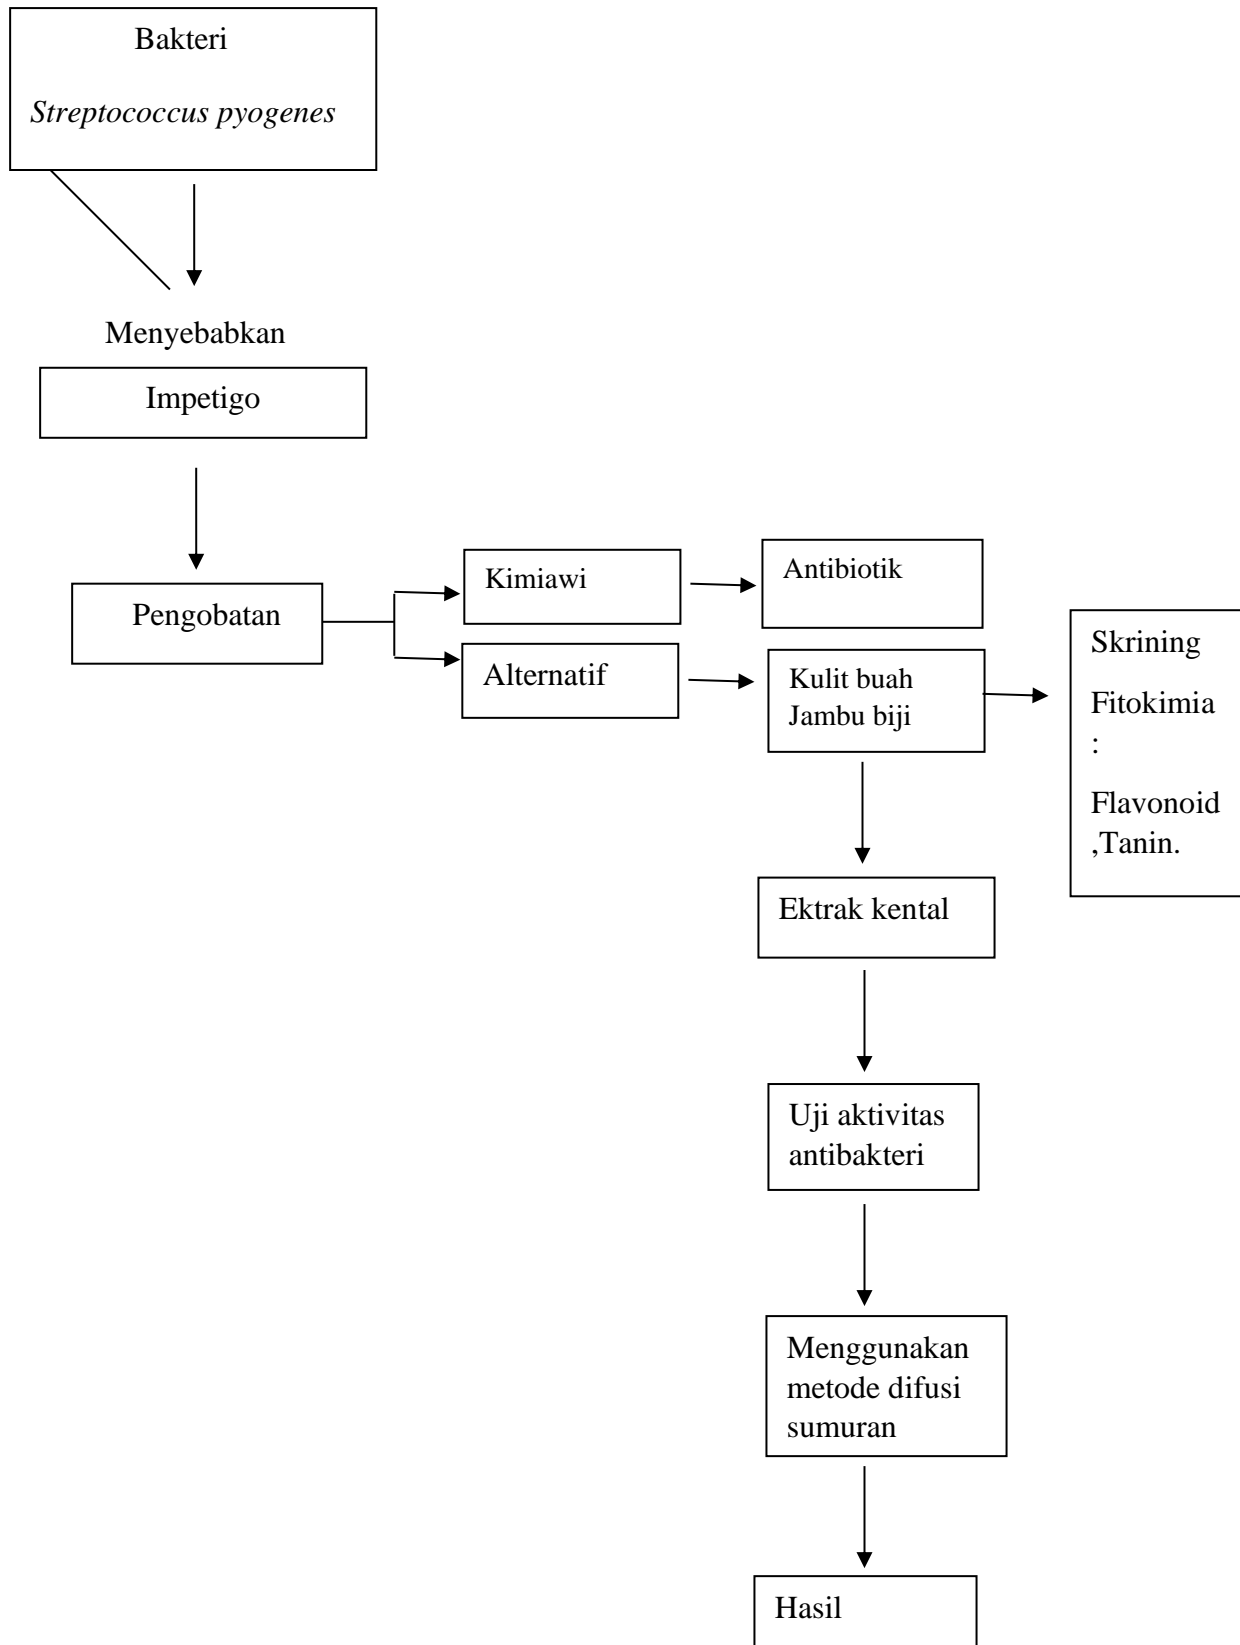 Bakteri
Streptococcus pyogenes
Menyebabkan
Impetigo
Pengobatan
Kimiawi
Antibiotik
Alternatif
Kulit buah
Jambu biji
Skrining
Fitokimia
:
Flavonoid
,Tanin.
Ektrak kental
Uji aktivitas
antibakteri
Menggunakan
metode difusi
sumuran
Hasil